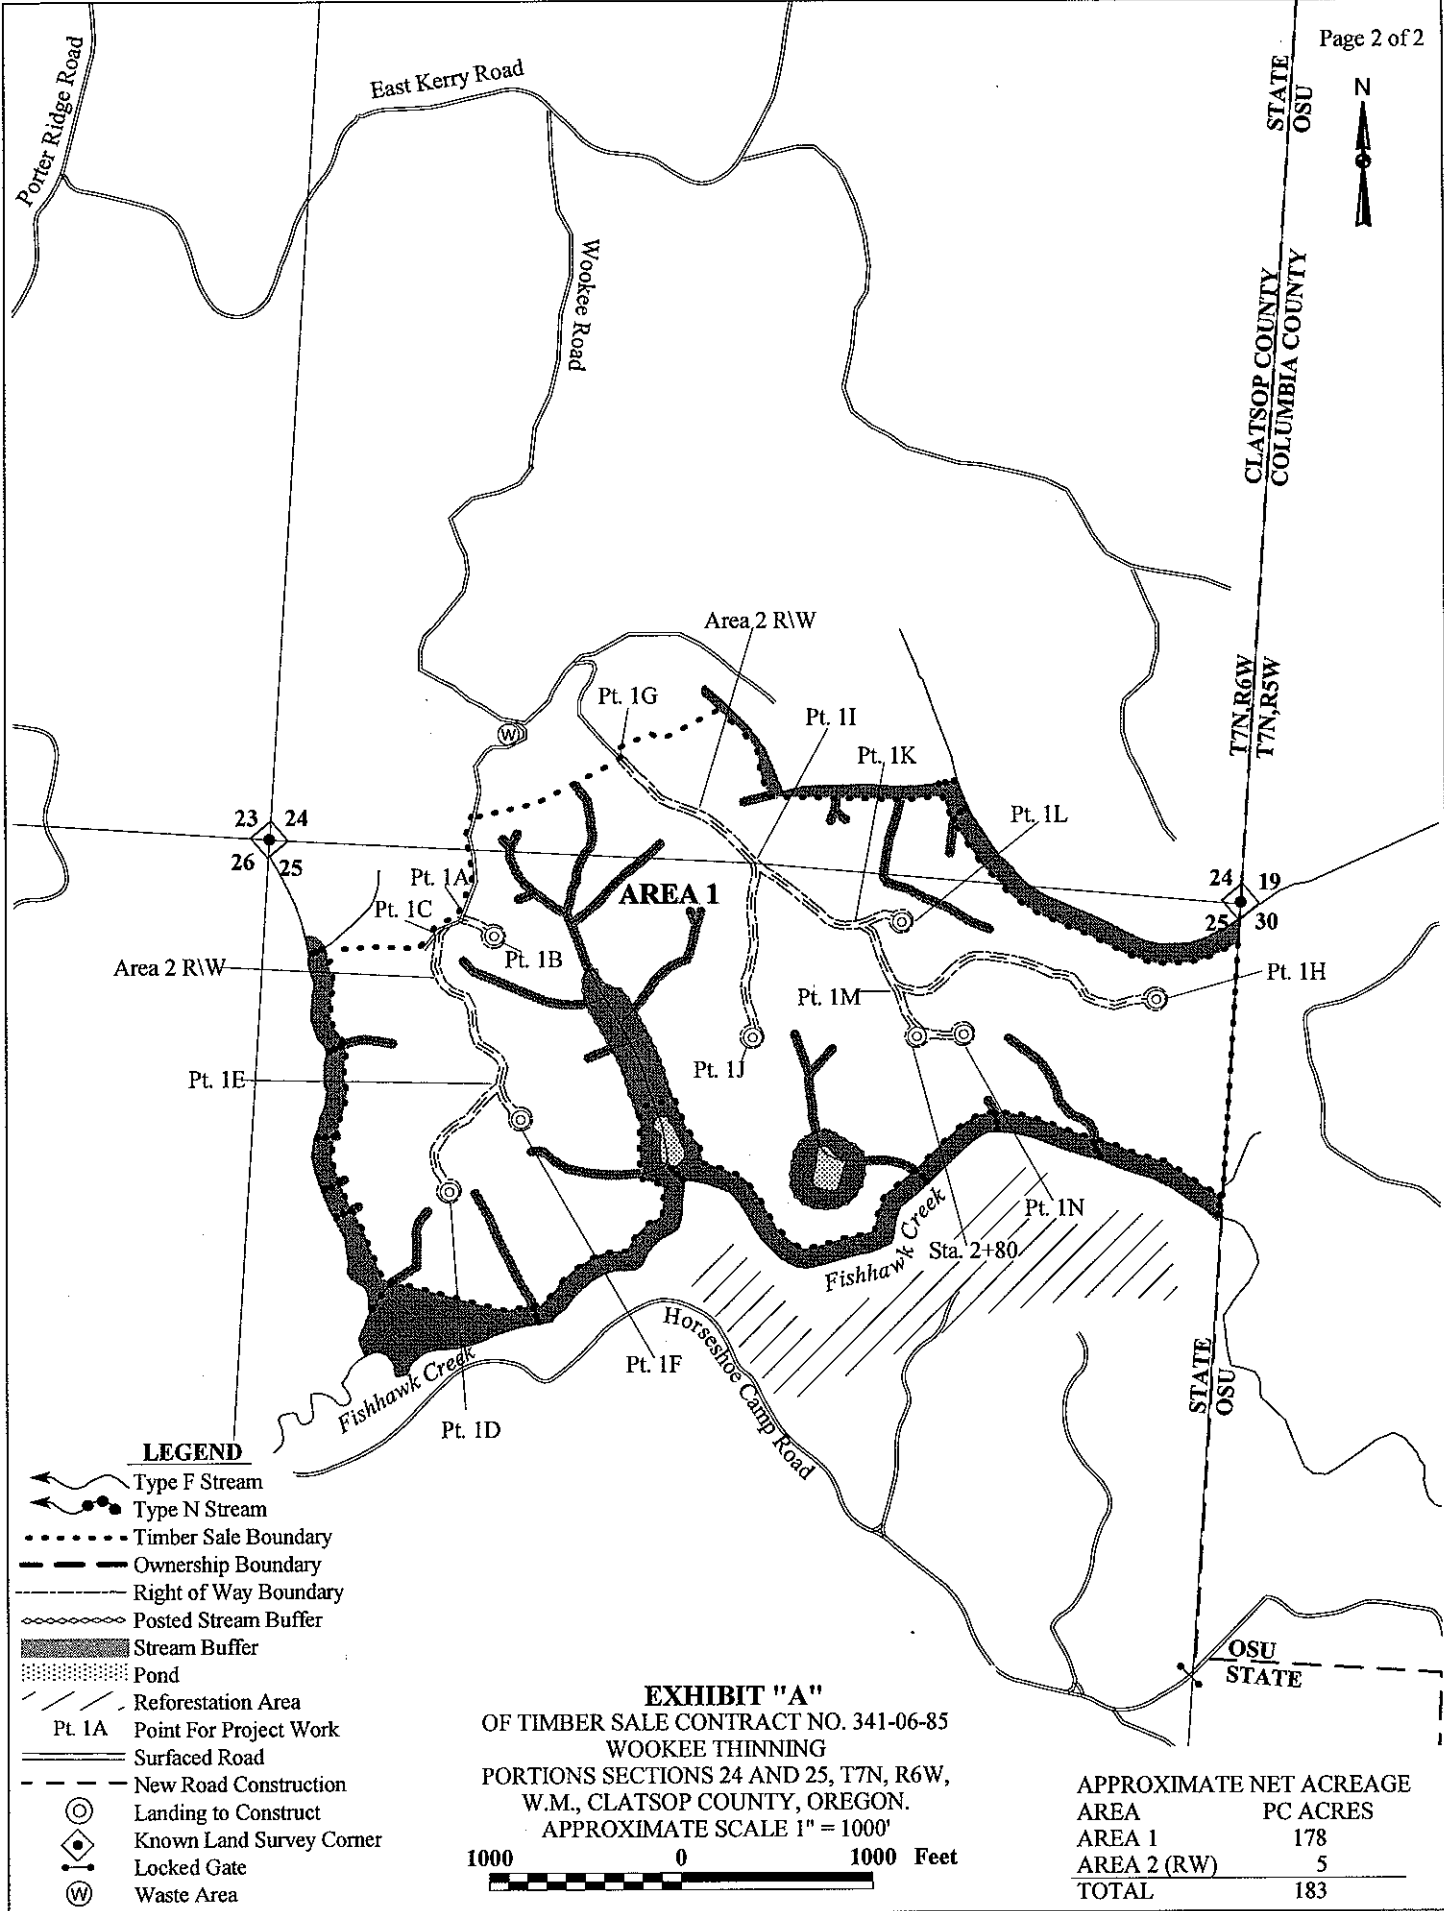 Page 2 of 2
N
Porter Ridge Road
East Kerry Road
STATE
OSU
Wookee Road
CLATSOP COUNTY
COLUMBIA COUNTY
Area 2 R\W
T7N,R6W
T7N,R5W
Pt. 1G
Pt. 1I
W
Pt. 1K
Pt. 1L
23 24
26 25
Pt. 1A
AREA 1
24 19
25 30
Pt. 1C
Pt. 1B
Area 2 R\W
Pt. 1H
Pt. 1M
Pt. 1J
Pt. 1E
Pt. 1N
Fishhawk Creek
Sta. 2+80
Horseshoe Camp Road
Pt. 1F
Fishhawk Creek
Pt. 1D
STATE
OSU
OSU
STATE
LEGEND
Type F Stream
Type N Stream
Timber Sale Boundary
Ownership Boundary
Right of Way Boundary
Posted Stream Buffer
Stream Buffer
Pond
Reforestation Area
Pt. 1A Point For Project Work
Surfaced Road
New Road Construction
Landing to Construct
Known Land Survey Corner
Locked Gate
W Waste Area
EXHIBIT "A"
OF TIMBER SALE CONTRACT NO. 341-06-85
WOOKEE THINNING
PORTIONS SECTIONS 24 AND 25, T7N, R6W,
W.M., CLATSOP COUNTY, OREGON.
APPROXIMATE SCALE 1" = 1000'
1000 0 1000 Feet
APPROXIMATE NET ACREAGE
AREA PC ACRES
AREA 1 178
AREA 2 (RW) 5
TOTAL 183